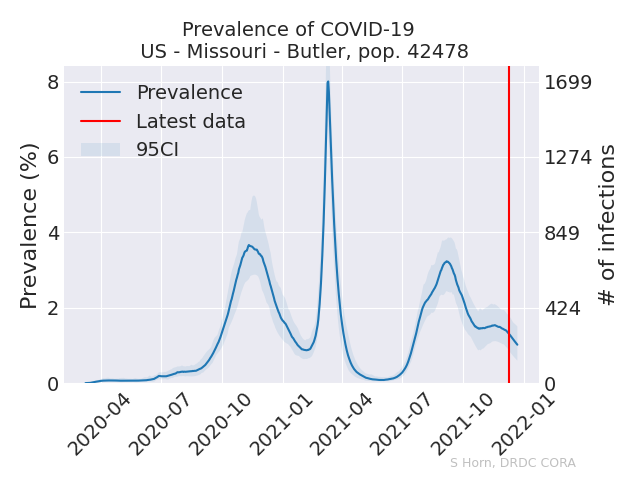 Prevalence of COVID-19
US - Missouri - Butler, pop. 42478
Prevalence
Latest data
95CI
Prevalence (%)
8
6
4
2
0
# of infections
1699
1274
849
424
0
2020-04
2020-07
2020-10
2021-01
2021-04
2021-07
2021-10
2022-01
S Horn, DRDC CORA